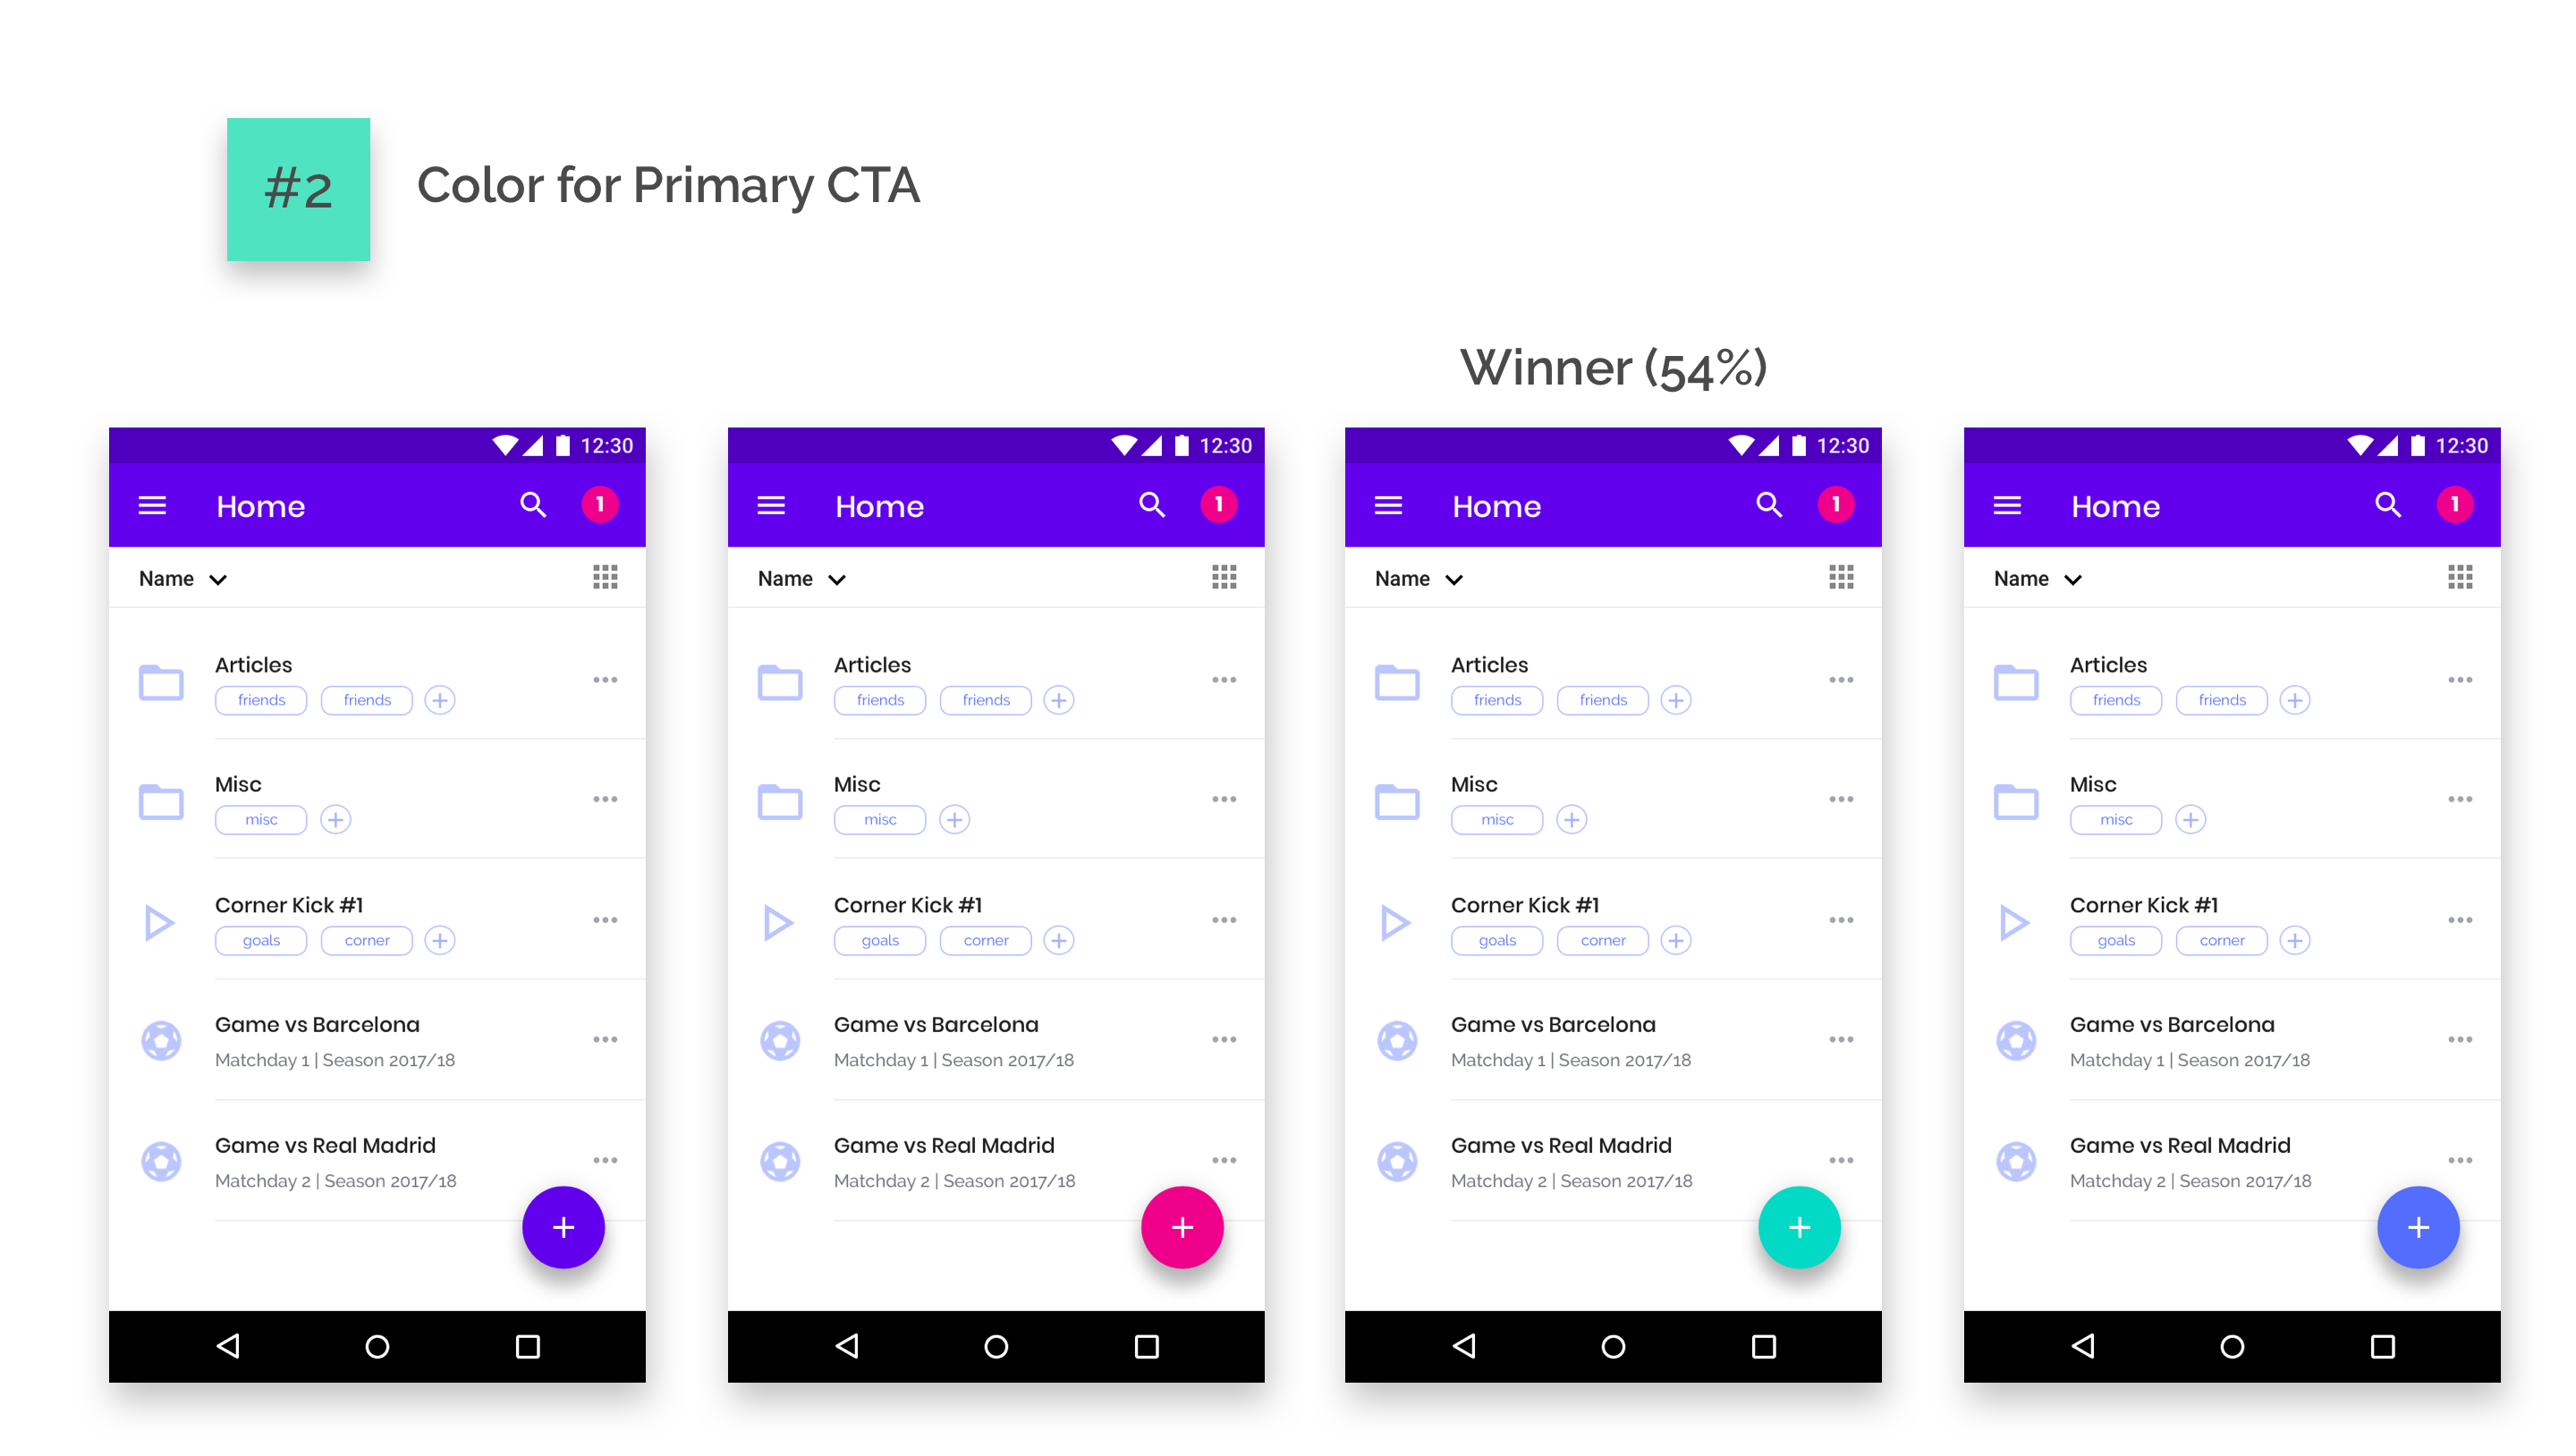 #2
Color for Primary CTA
Winner (54%)
12:30
Home
1
Name
Articles
friends friends
Misc
misc
Corner Kick #1
goals corner
Game vs Barcelona
Matchday 1 | Season 2017/18
Game vs Real Madrid
Matchday 2 | Season 2017/18
12:30
Home
1
Name
Articles
friends friends
Misc
misc
Corner Kick #1
goals corner
Game vs Barcelona
Matchday 1 | Season 2017/18
Game vs Real Madrid
Matchday 2 | Season 2017/18
12:30
Home
1
Name
Articles
friends friends
Misc
misc
Corner Kick #1
goals corner
Game vs Barcelona
Matchday 1 | Season 2017/18
Game vs Real Madrid
Matchday 2 | Season 2017/18
12:30
Home
1
Name
Articles
friends friends
Misc
misc
Corner Kick #1
goals corner
Game vs Barcelona
Matchday 1 | Season 2017/18
Game vs Real Madrid
Matchday 2 | Season 2017/18